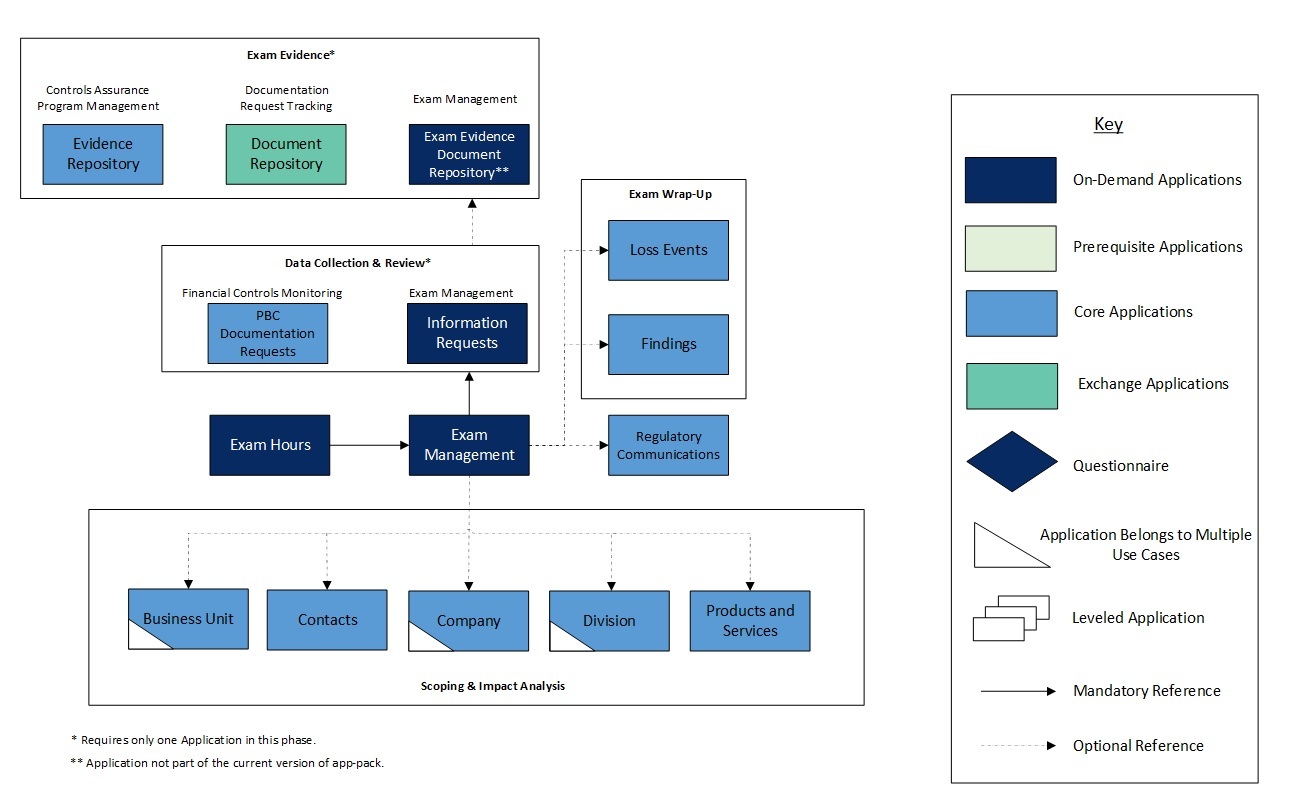 Exam Evidence*
Controls Assurance
Program Management
Documentation
Request Tracking
Exam Management
Evidence
Repository
Document
Repository
Exam Evidence
Document
Repository**
Data Collection & Review*
Financial Controls Monitoring
Exam Management
PBC
Documentation
Requests
Information
Requests
Exam Wrap-Up
Loss Events
Findings
Exam Hours
Exam
Management
Regulatory
Communications
Business Unit
Contacts
Company
Division
Products and
Services
Scoping & Impact Analysis
* Requires only one Application in this phase.
** Application not part of the current version of app-pack.
Key
On-Demand Applications
Prerequisite Applications
Core Applications
Exchange Applications
Questionnaire
Application Belongs to Multiple
Use Cases
Leveled Application
Mandatory Reference
Optional Reference